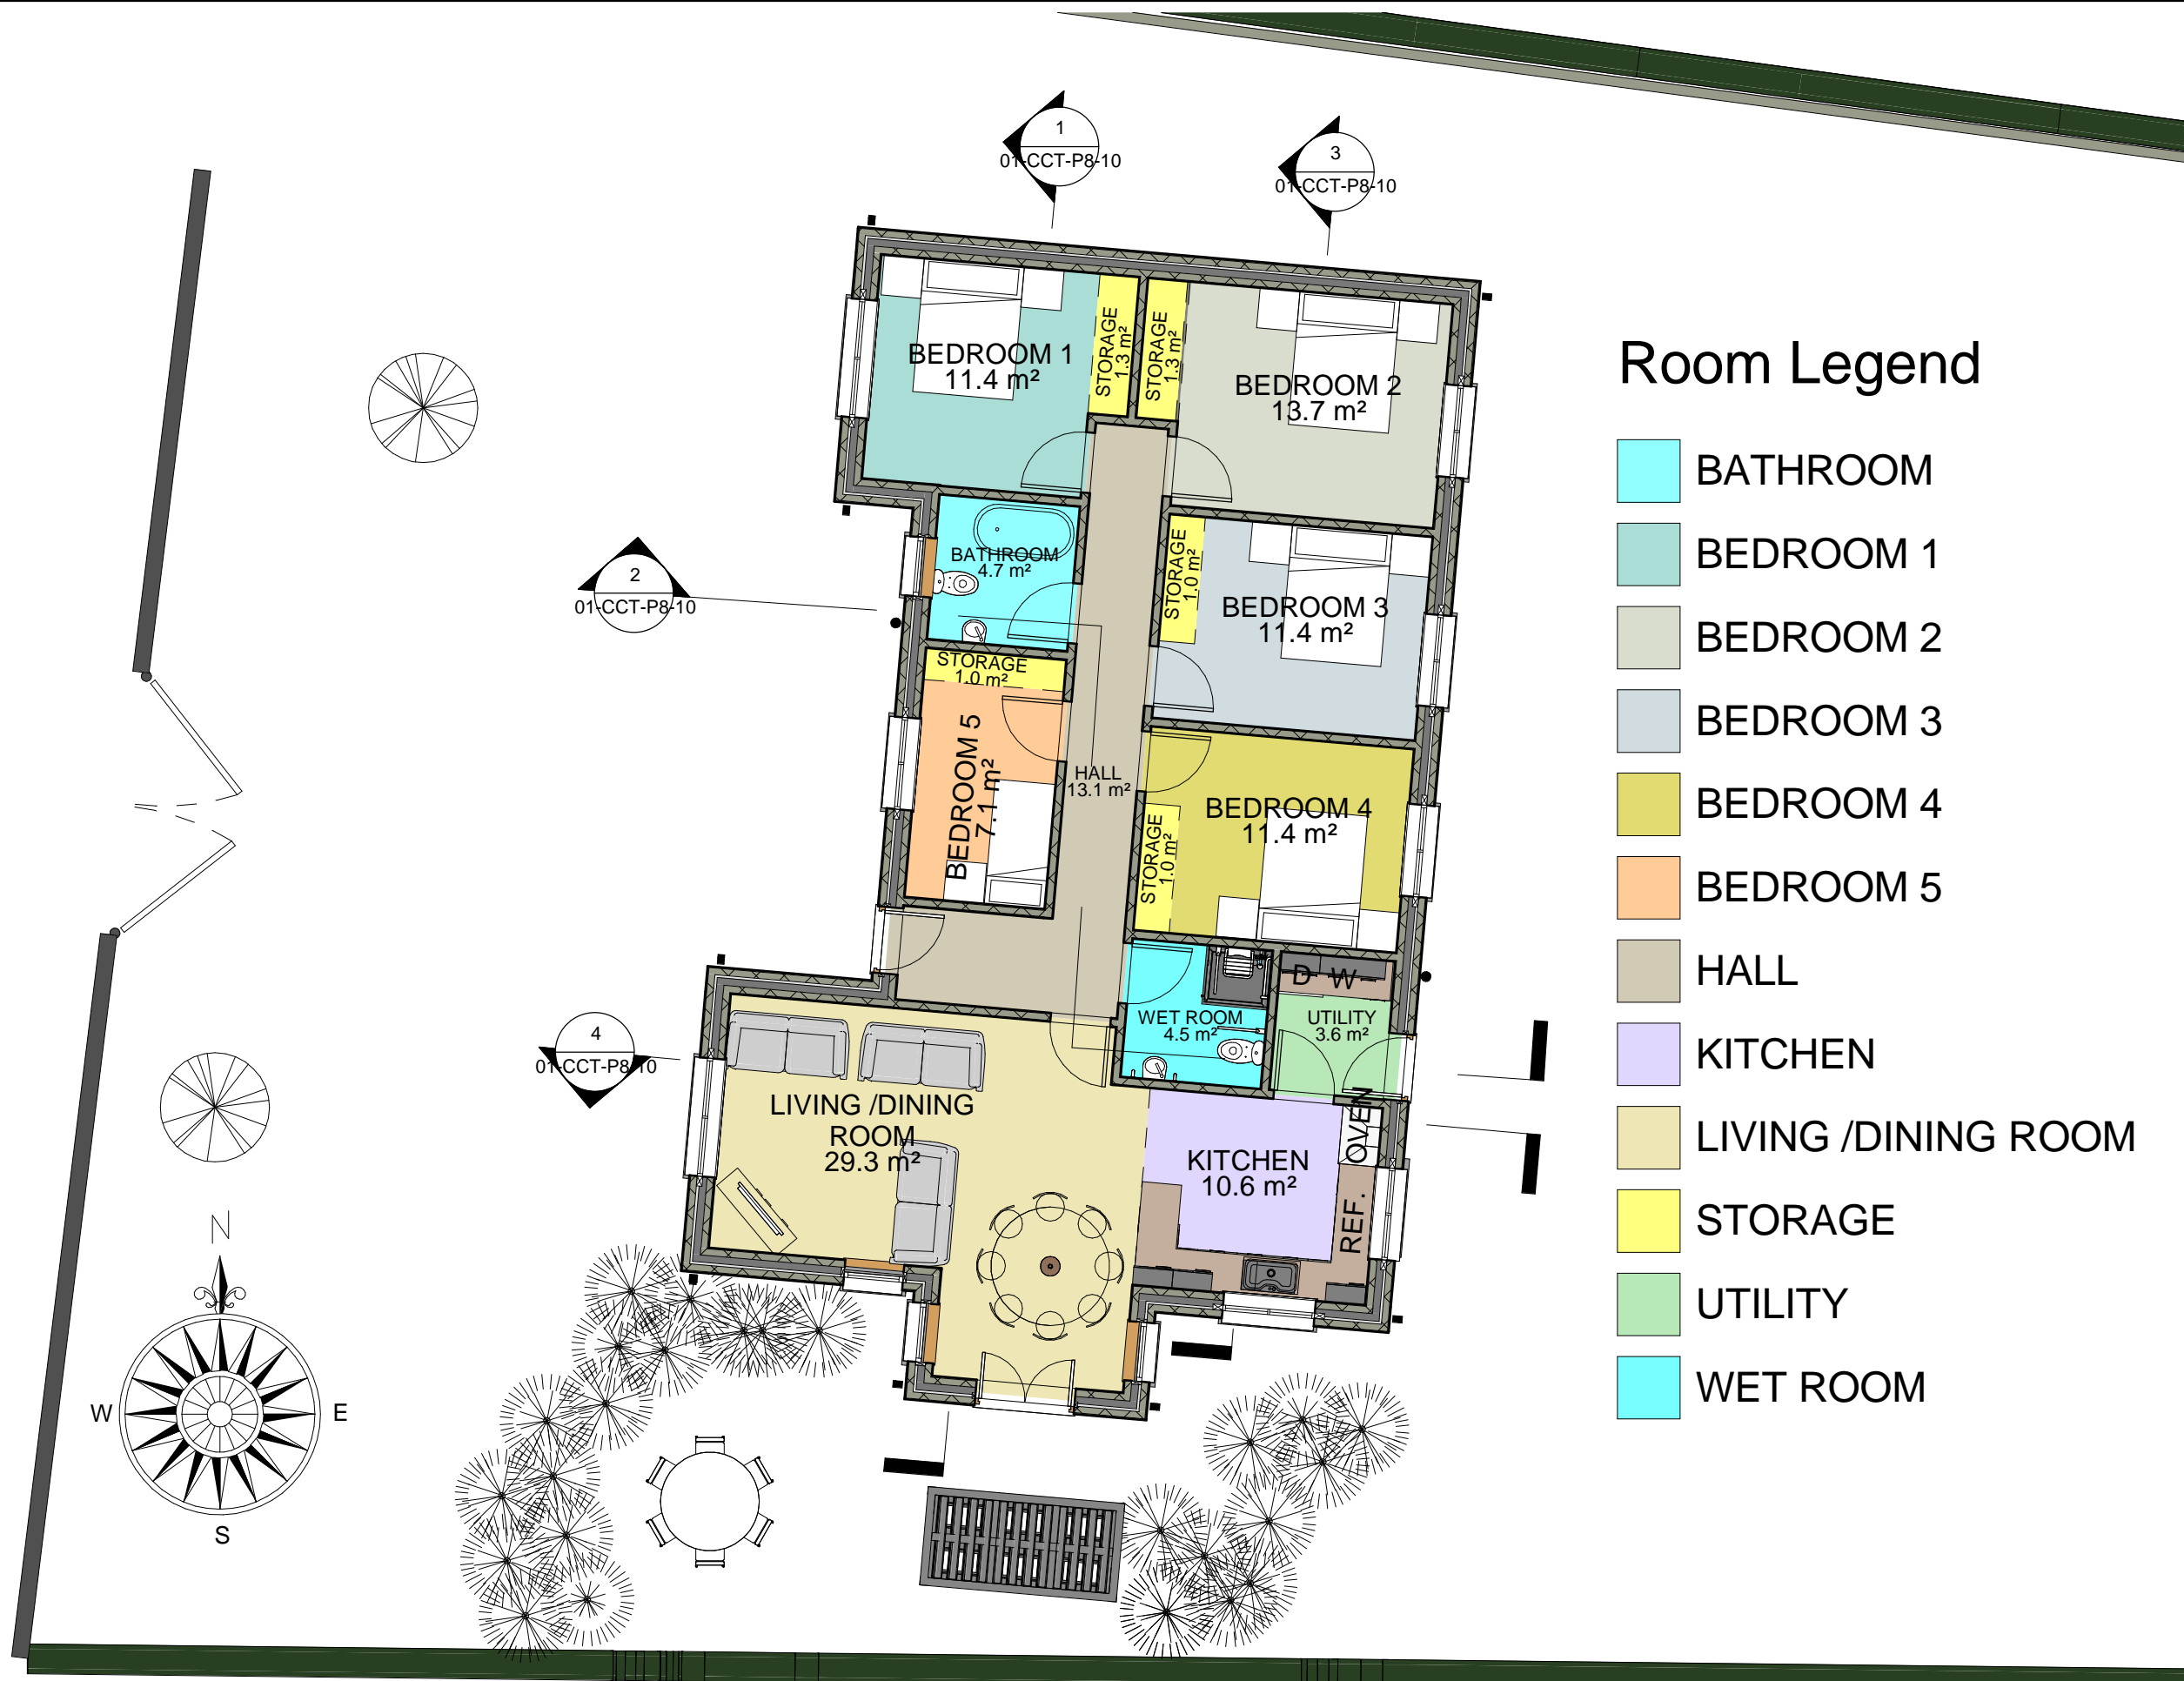 1
01-CCT-P8-10
3
01-CCT-P8-10
BEDROOM 1
11.4 m²
STORAGE
1.3 m²
STORAGE
1.3 m²
BEDROOM 2
13.7 m²
BATHROOM
4.7 m²
STORAGE
1.0 m²
BEDROOM 3
11.4 m²
2
01-CCT-P8-10
STORAGE
1.0 m²
BEDROOM 5
7.1 m²
HALL
13.1 m²
BEDROOM 4
11.4 m²
STORAGE
1.0 m²
D W
WET ROOM
4.5 m²
UTILITY
3.6 m²
4
01-CCT-P8-10
LIVING /DINING
ROOM
29.3 m²
KITCHEN
10.6 m²
OVEN
REF.
N
W
E
S
Room Legend
BATHROOM
BEDROOM 1
BEDROOM 2
BEDROOM 3
BEDROOM 4
BEDROOM 5
HALL
KITCHEN
LIVING /DINING ROOM
STORAGE
UTILITY
WET ROOM